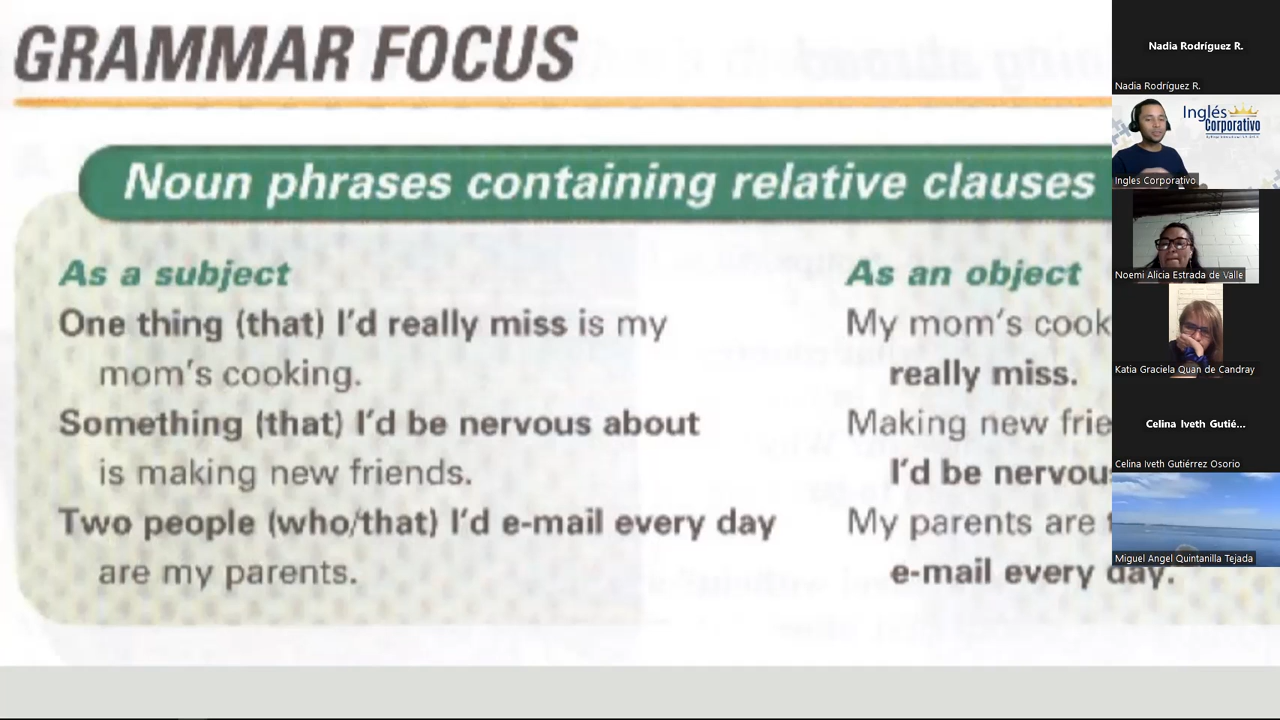 GRAMMAR FOCUS
Noun phrases containing relative clauses
As a subject
One thing (that) I'd really miss is my
mom's cooking.
Something (that) I'd be nervous about
is making new friends.
Two people (who/that) I'd e-mail every day
are my parents.
As an object
My mom's cook
really miss.
Making new frie
I'd be nervous
My parents are
e-mail every day.
Nadia Rodríguez R.
Nadia Rodríguez R.
Inglés
Corporativo
Inglés Corporativo
Noemi Alicia Estrada de Valle
Katia Graciela Quan de Candray
Celina Iveth Gutié...
Celina Iveth Gutiérrez Osorio
Miguel Angel Quintanilla Tejada